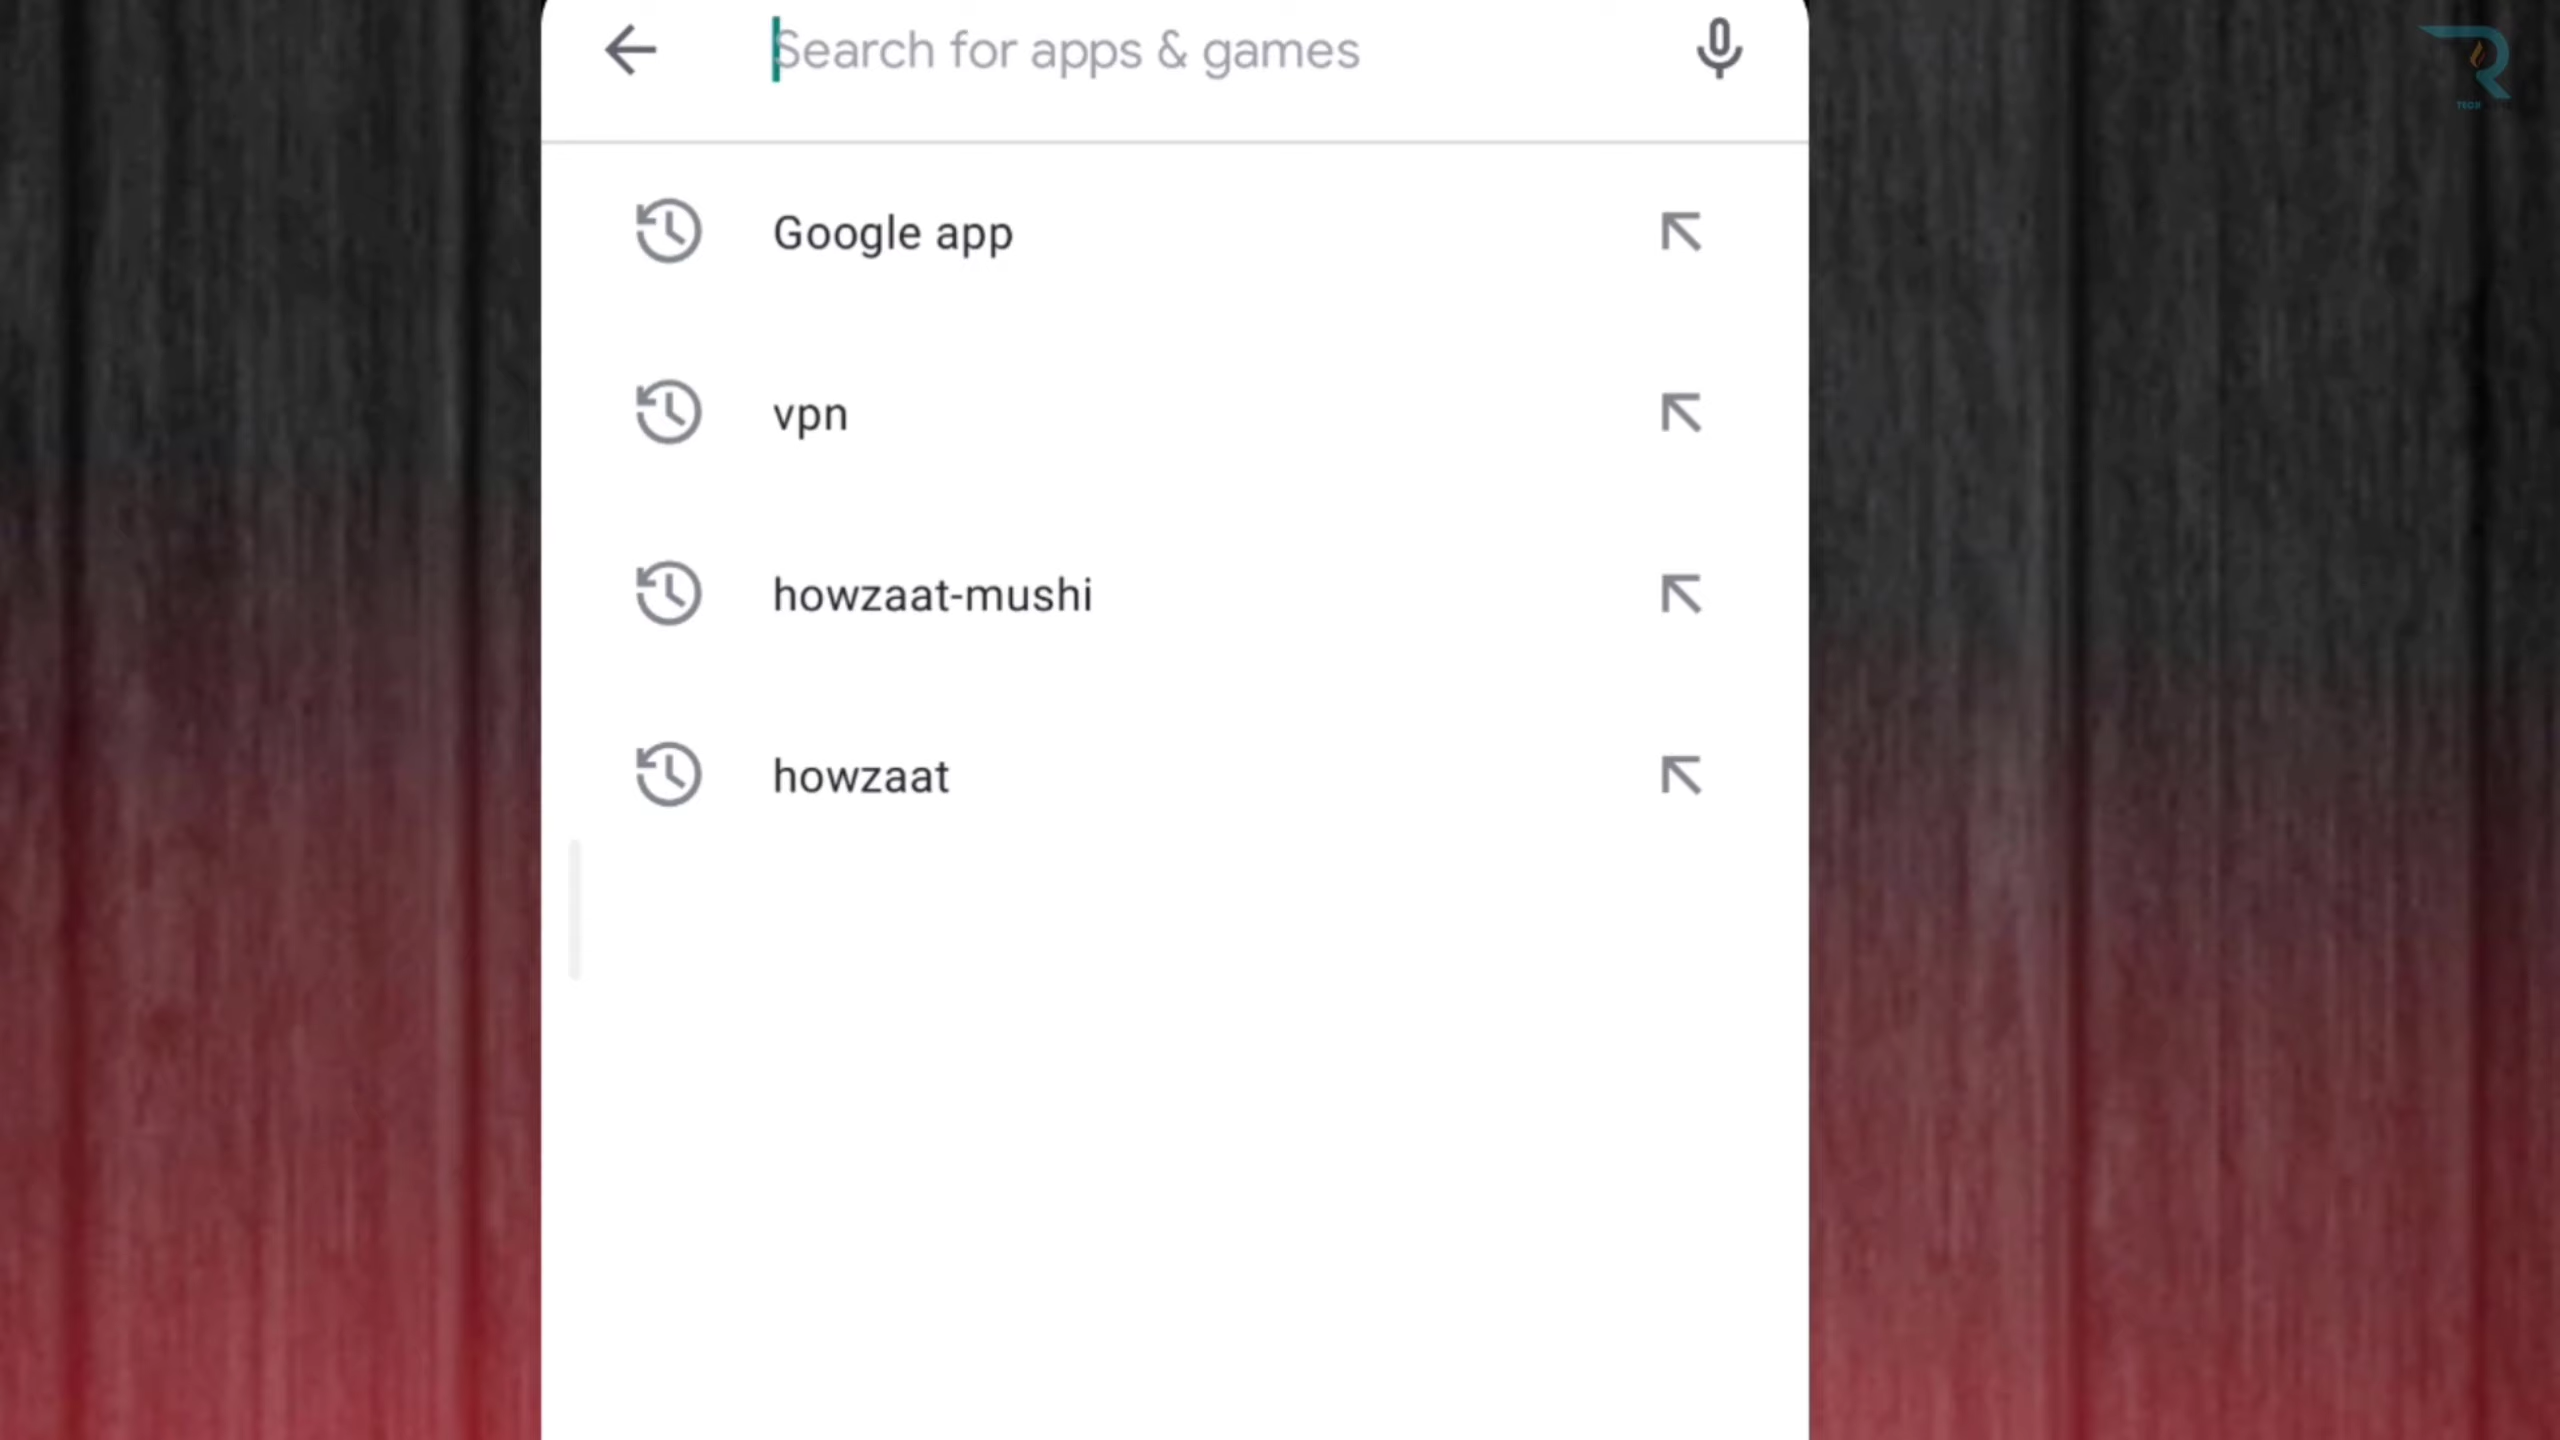 Search for apps & games
Google app
vpn
howzaat-mushi
howzaat